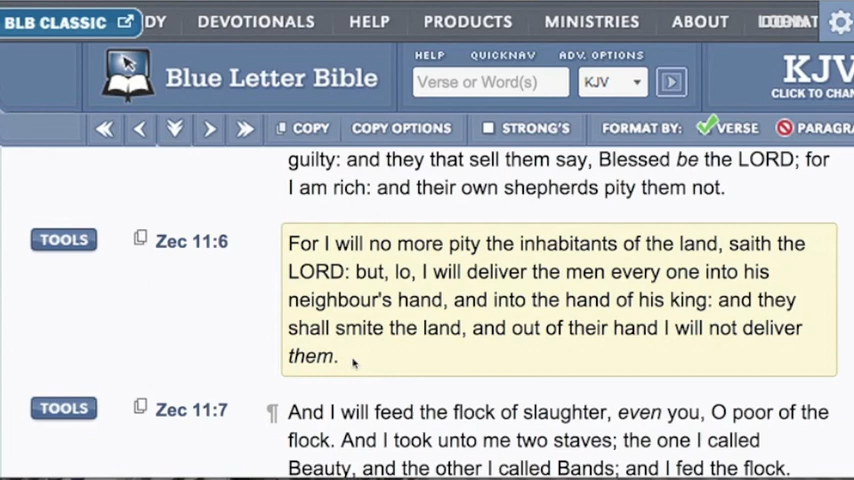 BLB CLASSIC
DY DEVOTIONALS HELP PRODUCTS MINISTRIES ABOUT
Blue Letter Bible
HELP QUICKNAV ADV. OPTIONS
Verse or Word(s) KJV
KJV
CLICK TO CHAN
COPY COPY OPTIONS STRONG'S FORMAT BY: VERSE PARAGRA
guilty: and they that sell them say, Blessed be the LORD; for
I am rich: and their own shepherds pity them not.
TOOLS Zec 11:6 For I will no more pity the inhabitants of the land, saith the
LORD: but, lo, I will deliver the men every one into his
neighbour's hand, and into the hand of his king: and they
shall smite the land, and out of their hand I will not deliver
them.
TOOLS Zec 11:7 ¶ And I will feed the flock of slaughter, even you, O poor of the
flock. And I took unto me two staves; the one I called
Beauty, and the other I called Bands; and I fed the flock.